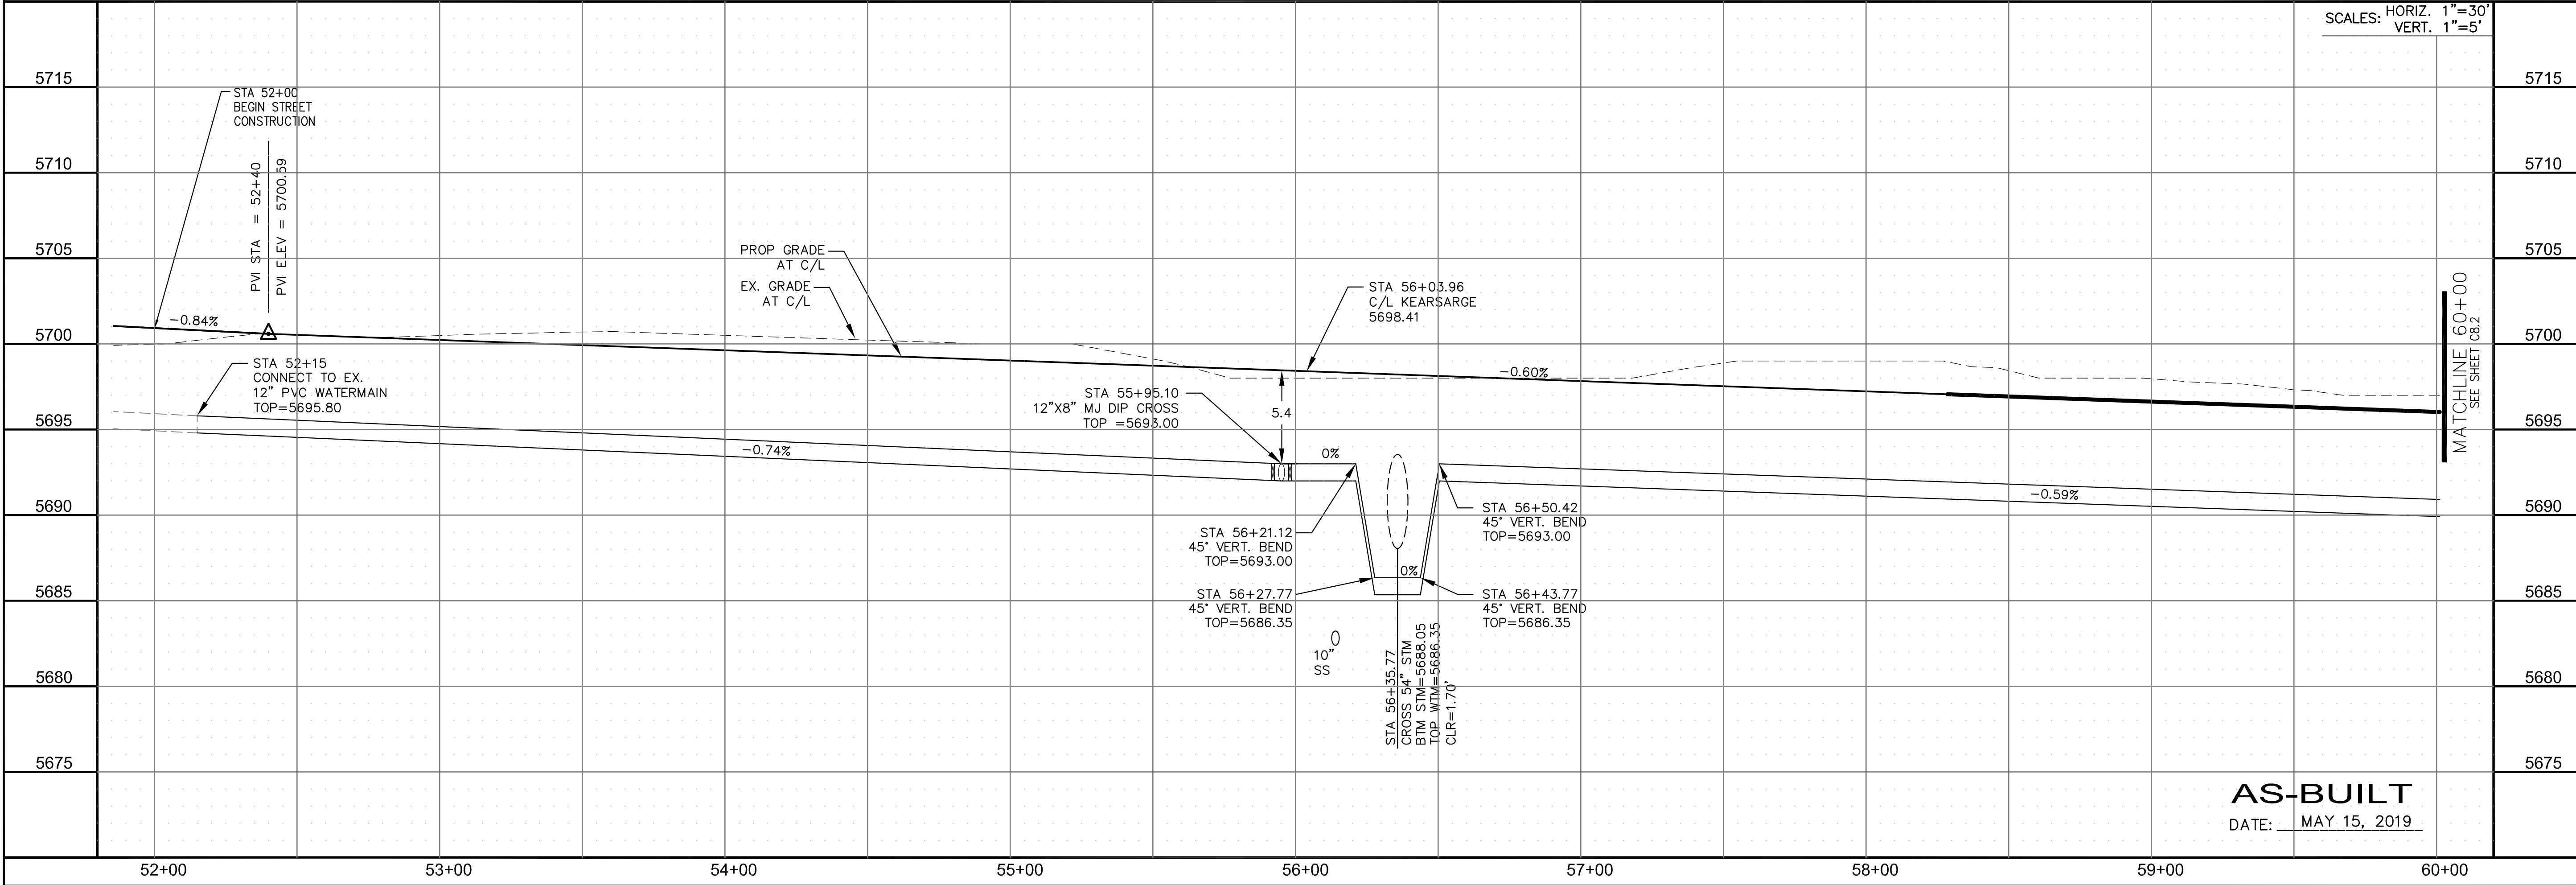 SCALES: HORIZ. 1"=30'
VERT. 1"=5'
5715
5715
STA 52+00
BEGIN STREET
CONSTRUCTION
5710
5710
PVI STA = 52+40
PVI ELEV = 5700.59
5705
5705
PROP GRADE
AT C/L
EX. GRADE
AT C/L
STA 56+03.96
C/L KEARSARGE
5698.41
MATCHLINE 60+00
SEE SHEET C8.2
-0.84%
5700
5700
STA 52+15
CONNECT TO EX.
12" PVC WATERMAIN
TOP=5695.80
-0.60%
STA 55+95.10
12"X8" MJ DIP CROSS
TOP =5693.00
5.4
5695
5695
-0.74%
0%
-0.59%
5690
5690
STA 56+21.12
45° VERT. BEND
TOP=5693.00
STA 56+50.42
45° VERT. BEND
TOP=5693.00
0%
5685
5685
STA 56+27.77
45° VERT. BEND
TOP=5686.35
STA 56+43.77
45° VERT. BEND
TOP=5686.35
10"
SS
STA 56+35.77
CROSS 54" STM
BTM STM=5688.05
TOP WTM=5686.35
CLR=1.70'
5680
5680
5675
5675
AS-BUILT
DATE: MAY 15, 2019
52+00
53+00
54+00
55+00
56+00
57+00
58+00
59+00
60+00